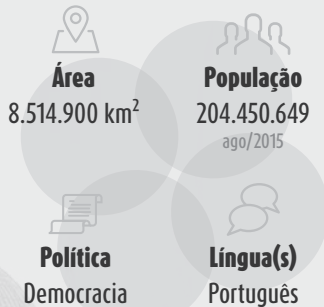 Área
8.514.900 km²
População
204.450.649
ago/2015
Política
Democracia
Língua(s)
Português